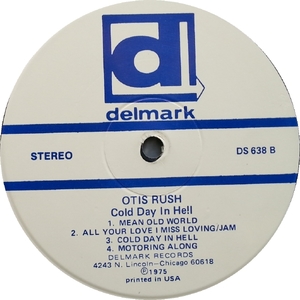 d
delmark
STEREO
DS 638 B
OTIS RUSH
Cold Day In Hell
1. MEAN OLD WORLD
2. ALL YOUR LOVE I MISS LOVING/JAM
3. COLD DAY IN HELL
4. MOTORING ALONG
DELMARK RECORDS
4243 N. Lincoln-Chicago 60618
℗1975
printed in USA